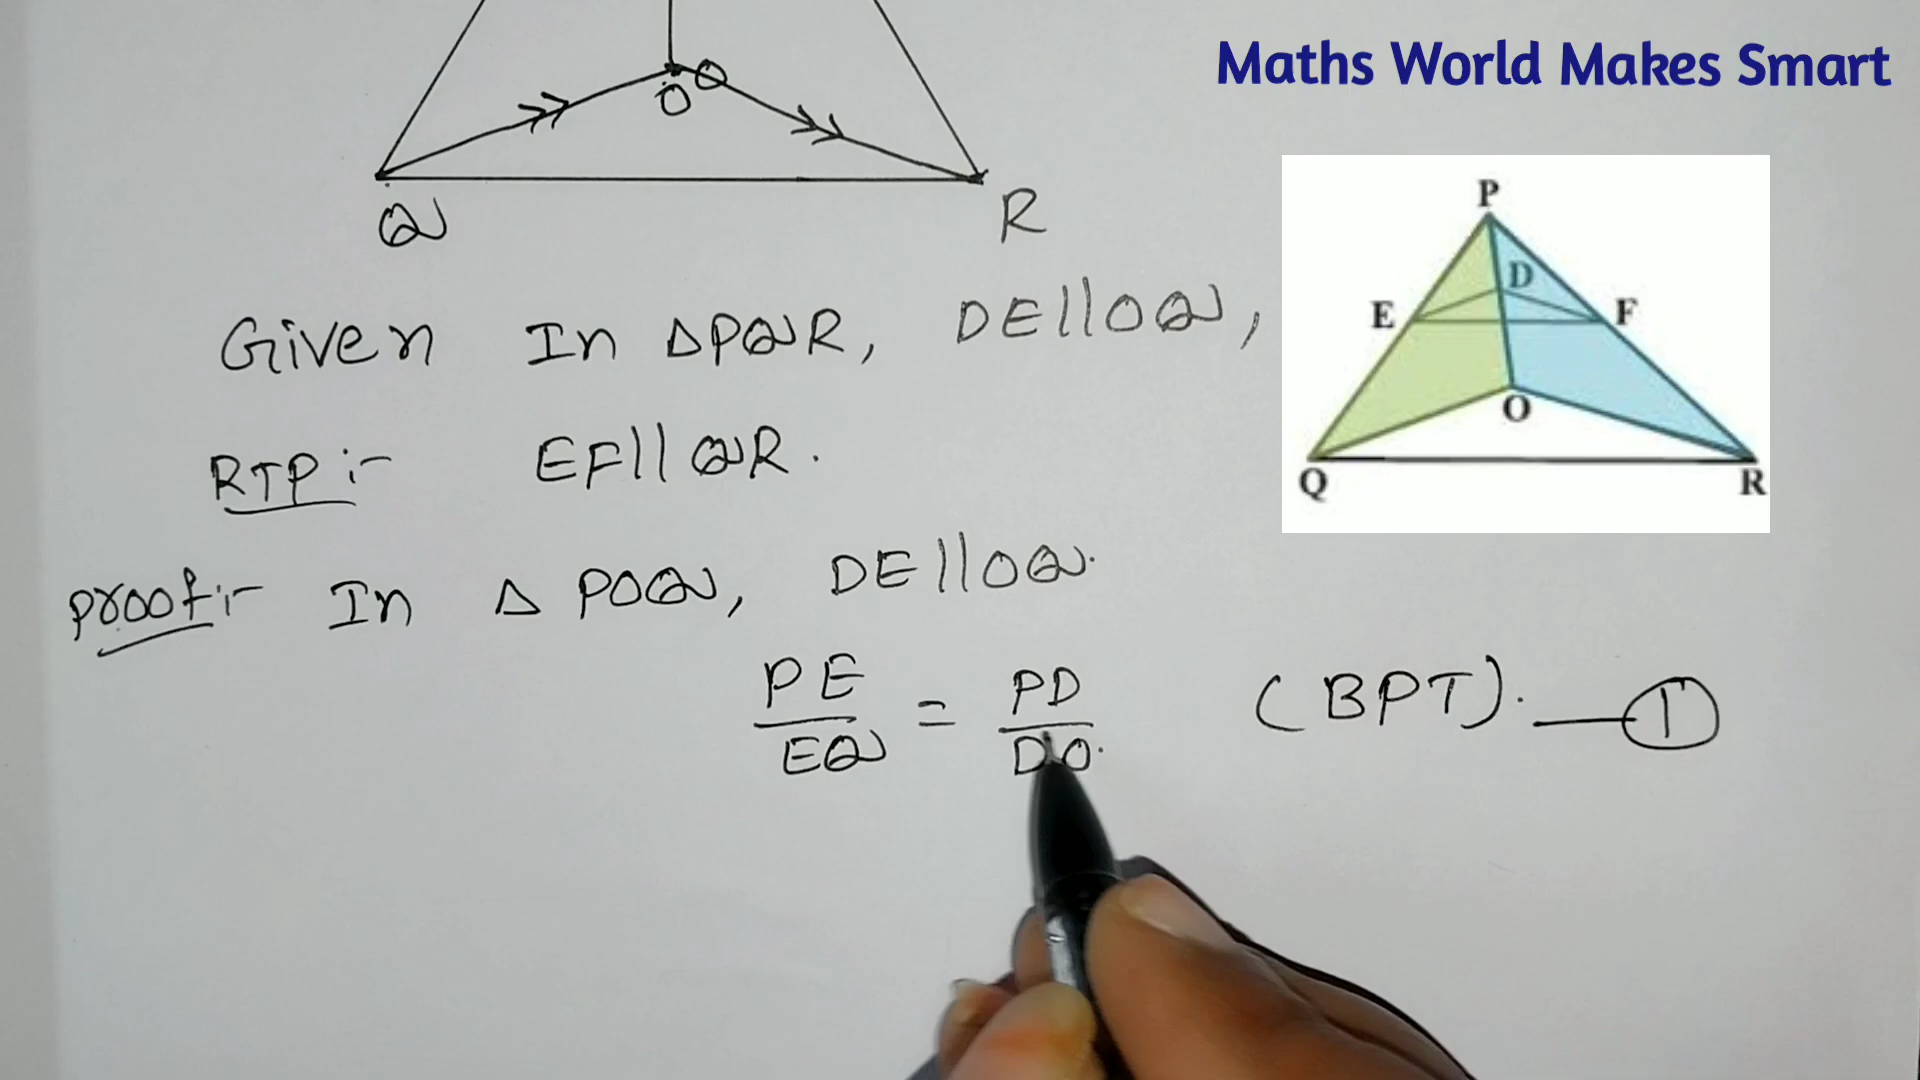 Maths World Makes Smart
O
O
Q
R
P
D
E
F
O
Q
R
Given In ΔPQR, DE||OQ,
RTP:- EF||QR.
Proof:- In Δ POQ, DE||OQ.
PE/EQ = PD/DO. (BPT). — 1